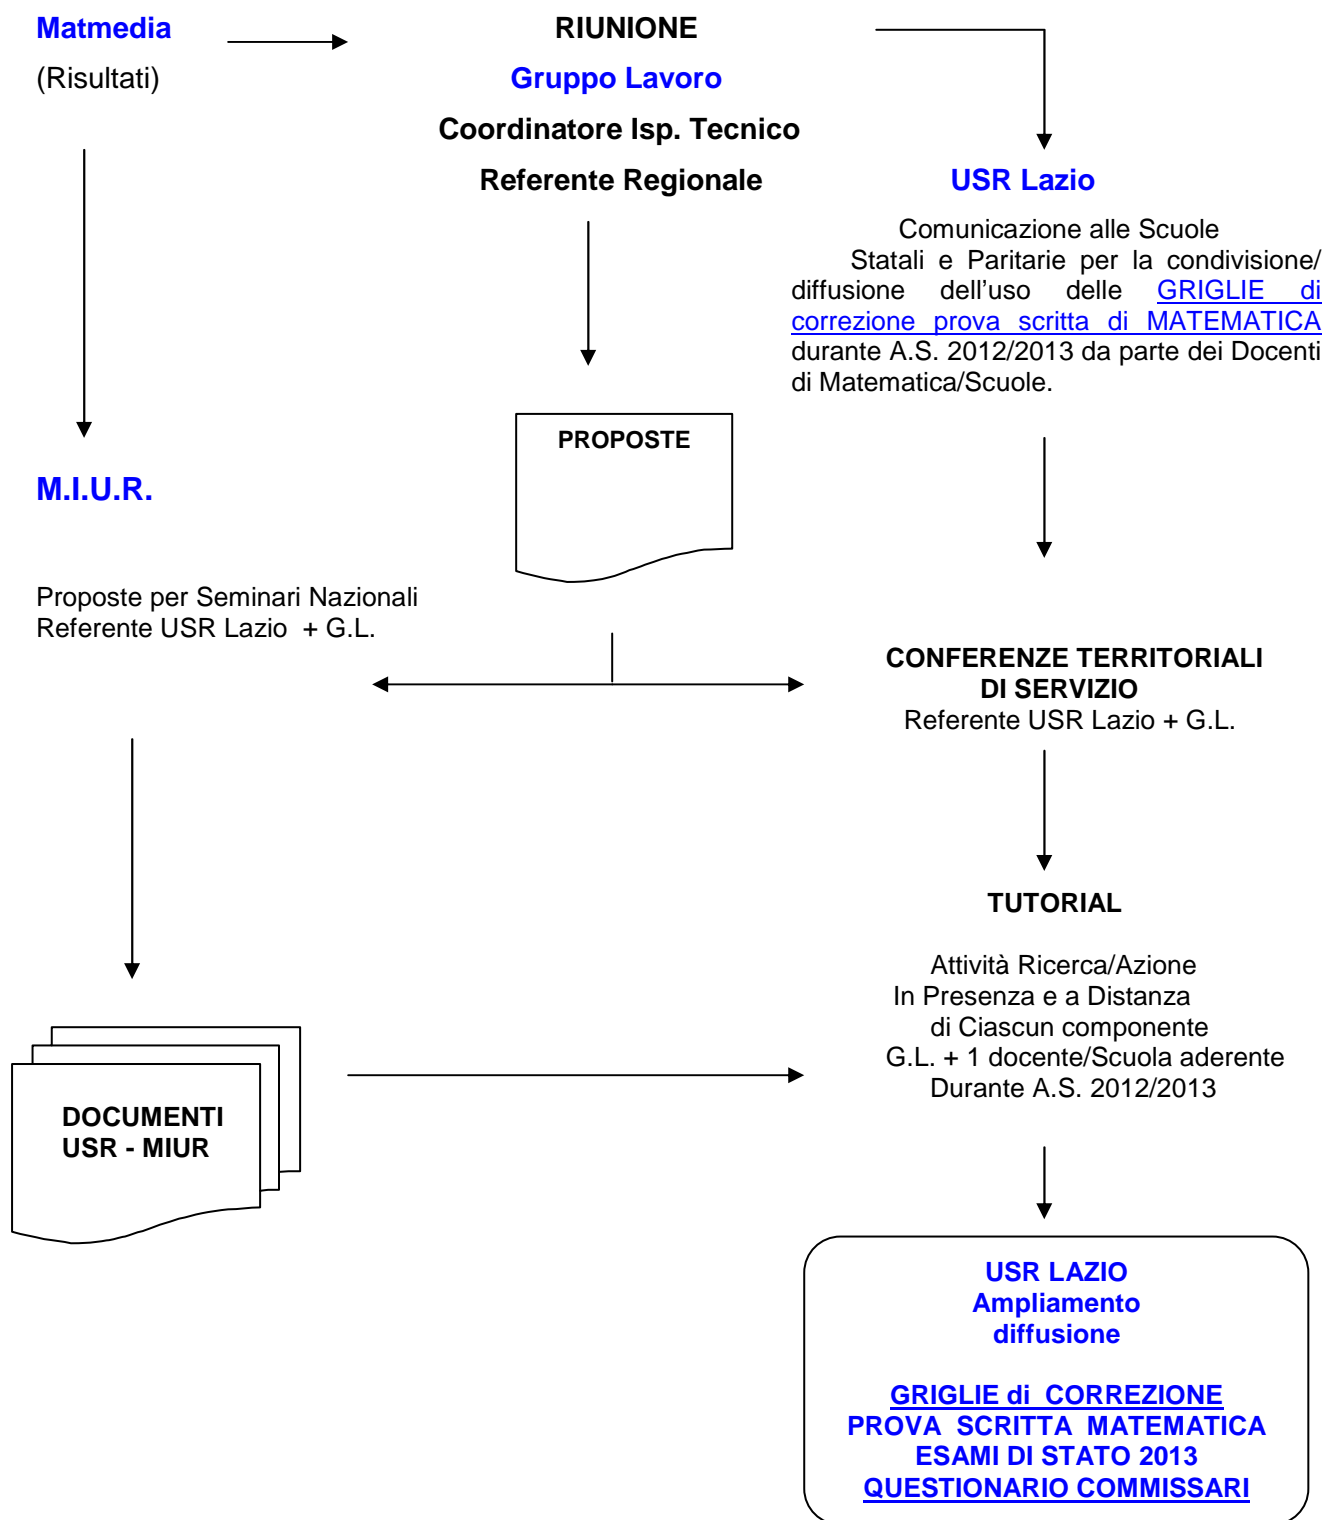 Matmedia
(Risultati)
RIUNIONE
Gruppo Lavoro
Coordinatore Isp. Tecnico
Referente Regionale
USR Lazio
Comunicazione alle Scuole
Statali e Paritarie per la condivisione/
diffusione dell'uso delle GRIGLIE di
correzione prova scritta di MATEMATICA
durante A.S. 2012/2013 da parte dei Docenti
di Matematica/Scuole.
PROPOSTE
M.I.U.R.
Proposte per Seminari Nazionali
Referente USR Lazio + G.L.
CONFERENZE TERRITORIALI
DI SERVIZIO
Referente USR Lazio + G.L.
TUTORIAL
Attività Ricerca/Azione
In Presenza e a Distanza
di Ciascun componente
G.L. + 1 docente/Scuola aderente
Durante A.S. 2012/2013
DOCUMENTI
USR - MIUR
USR LAZIO
Ampliamento
diffusione
GRIGLIE di CORREZIONE
PROVA SCRITTA MATEMATICA
ESAMI DI STATO 2013
QUESTIONARIO COMMISSARI